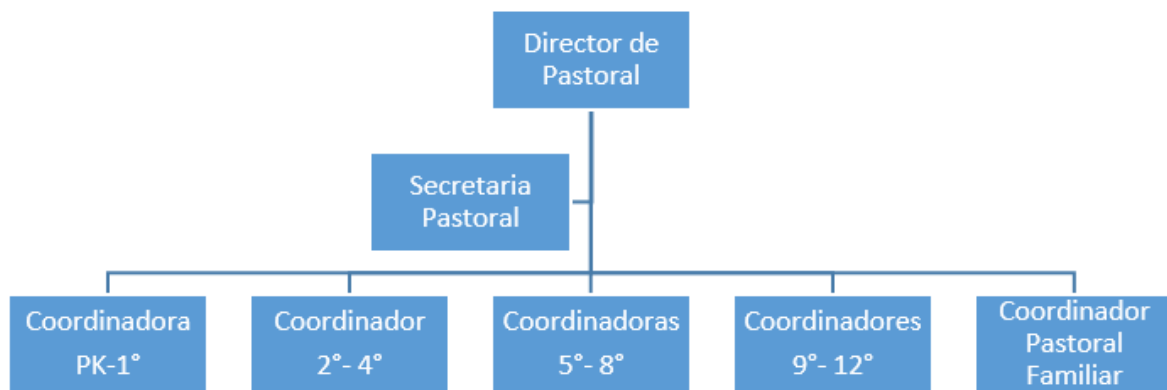 Director de
Pastoral
Secretaria
Pastoral
Coordinadora
PK-1°
Coordinador
2°- 4°
Coordinadoras
5°- 8°
Coordinadores
9°- 12°
Coordinador
Pastoral
Familiar